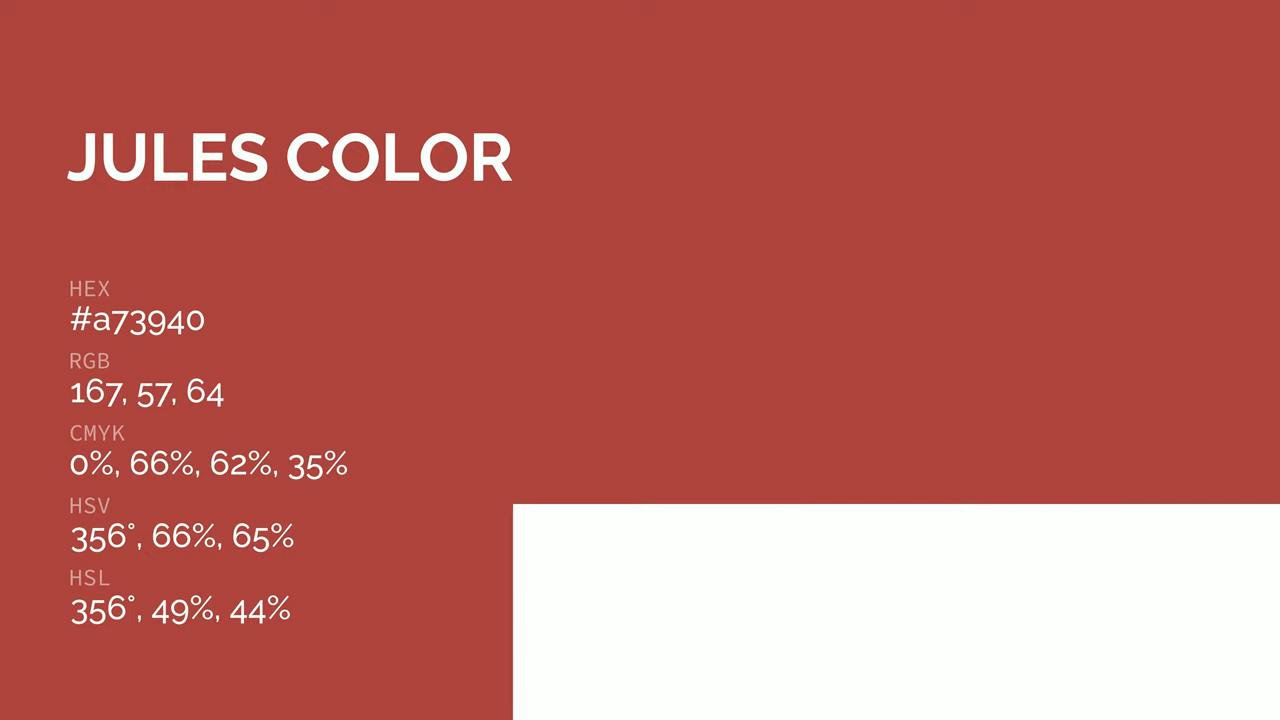 JULES COLOR
HEX
#a73940
RGB
167, 57, 64
CMYK
0%, 66%, 62%, 35%
HSV
356°, 66%, 65%
HSL
356°, 49%, 44%